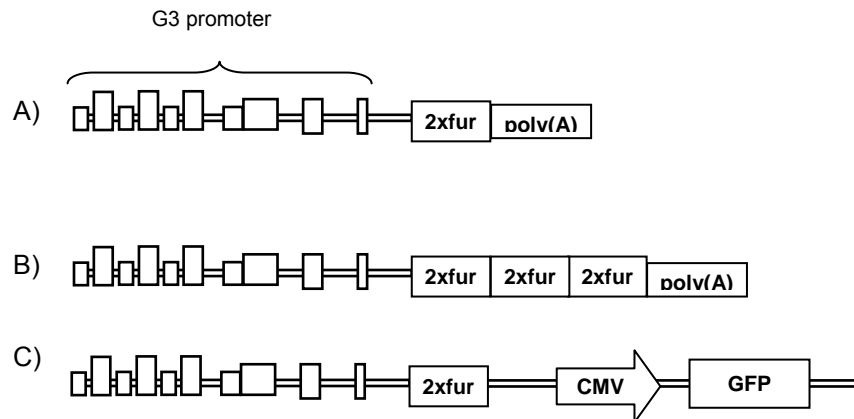 G3 promoter
A)
2xfur poly(A)
B)
2xfur 2xfur 2xfur poly(A)
C)
2xfur CMV GFP